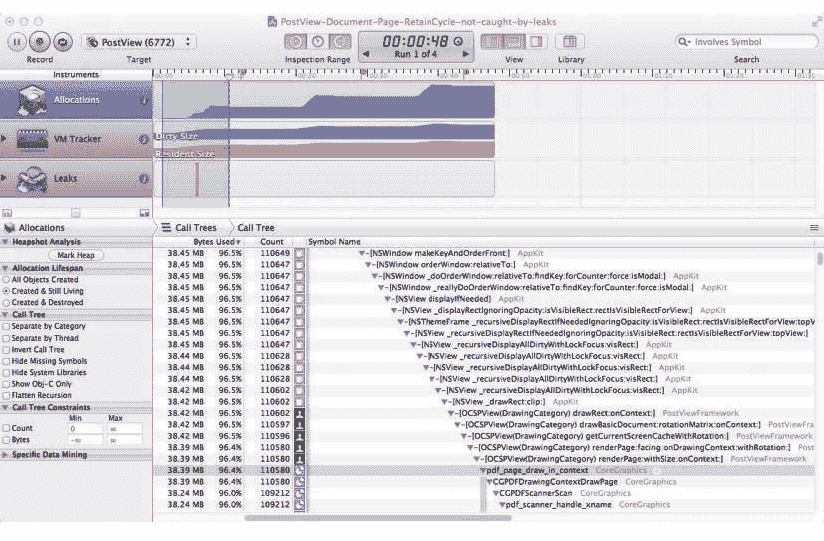 PostView-Document-Page-RetainCycle-not-caught-by-leaks
PostView (6772)
00:00:48
Run 1 of 4
Involves Symbol
Record
Target
Inspection Range
View
Library
Search
Instruments
Allocations
VM Tracker
Dirty Size
Resident Size
Leaks
Allocations
Call Trees
Call Tree
Heapshot Analysis
Mark Heap
Allocation Lifespan
All Objects Created
Created & Still Living
Created & Destroyed
Call Tree
Separate by Category
Separate by Thread
Invert Call Tree
Hide Missing Symbols
Hide System Libraries
Show Obj-C Only
Flatten Recursion
Call Tree Constraints
Min Max
Count 0 ∞
Bytes -∞ ∞
Specific Data Mining
Bytes Used Count Symbol Name
38.45 MB 96.5% 110649 -[NSWindow makeKeyAndOrderFront:] AppKit
38.45 MB 96.5% 110647 -[NSWindow orderWindow:relativeTo:] AppKit
38.45 MB 96.5% 110647 -[NSWindow _doOrderWindow:relativeTo:findKey:forCounter:force:isModal:] AppKit
38.45 MB 96.5% 110647 -[NSWindow _reallyDoOrderWindow:relativeTo:findKey:forCounter:force:isModal:] AppKit
38.45 MB 96.5% 110647 -[NSView displayIfNeeded] AppKit
38.45 MB 96.5% 110647 -[NSView _displayRectIgnoringOpacity:isVisibleRect:rectIsVisibleRectForView:] AppKit
38.45 MB 96.5% 110647 -[NSThemeFrame _recursiveDisplayRectIfNeededIgnoringOpacity:isVisibleRect:rectIsVisibleRectForView:topV
38.45 MB 96.5% 110647 -[NSView _recursiveDisplayRectIfNeededIgnoringOpacity:isVisibleRect:rectIsVisibleRectForView:topView:]
38.45 MB 96.5% 110647 -[NSView _recursiveDisplayAllDirtyWithLockFocus:visRect:] AppKit
38.44 MB 96.5% 110628 -[NSView _recursiveDisplayAllDirtyWithLockFocus:visRect:] AppKit
38.44 MB 96.5% 110628 -[NSView _recursiveDisplayAllDirtyWithLockFocus:visRect:] AppKit
38.42 MB 96.5% 110602 -[NSView _recursiveDisplayAllDirtyWithLockFocus:visRect:] AppKit
38.42 MB 96.5% 110602 -[NSView _drawRect:clip:] AppKit
38.42 MB 96.5% 110602 -[OCSPView(DrawingCategory) drawRect:onContext:] PostViewFramework
38.42 MB 96.5% 110597 -[OCSPView(DrawingCategory) drawBasicDocument:rotationMatrix:onContext:] PostViewFra
38.42 MB 96.5% 110596 -[OCSPView(DrawingCategory) getCurrentScreenCacheWithRotation:] PostViewFramework
38.39 MB 96.4% 110580 -[OCSPView(DrawingCategory) renderPage:facing:onDrawingContext:withRotation:]
38.39 MB 96.4% 110580 -[OCSPView(DrawingCategory) renderPage:withSize:onContext:] PostViewFramework
38.39 MB 96.4% 110580 pdf_page_draw_in_context CoreGraphics
38.39 MB 96.4% 110580 CGPDFDrawingContextDrawPage CoreGraphics
38.24 MB 96.0% 109212 CGPDFScannerScan CoreGraphics
38.24 MB 96.0% 109212 pdf_scanner_handle_xname CoreGraphics